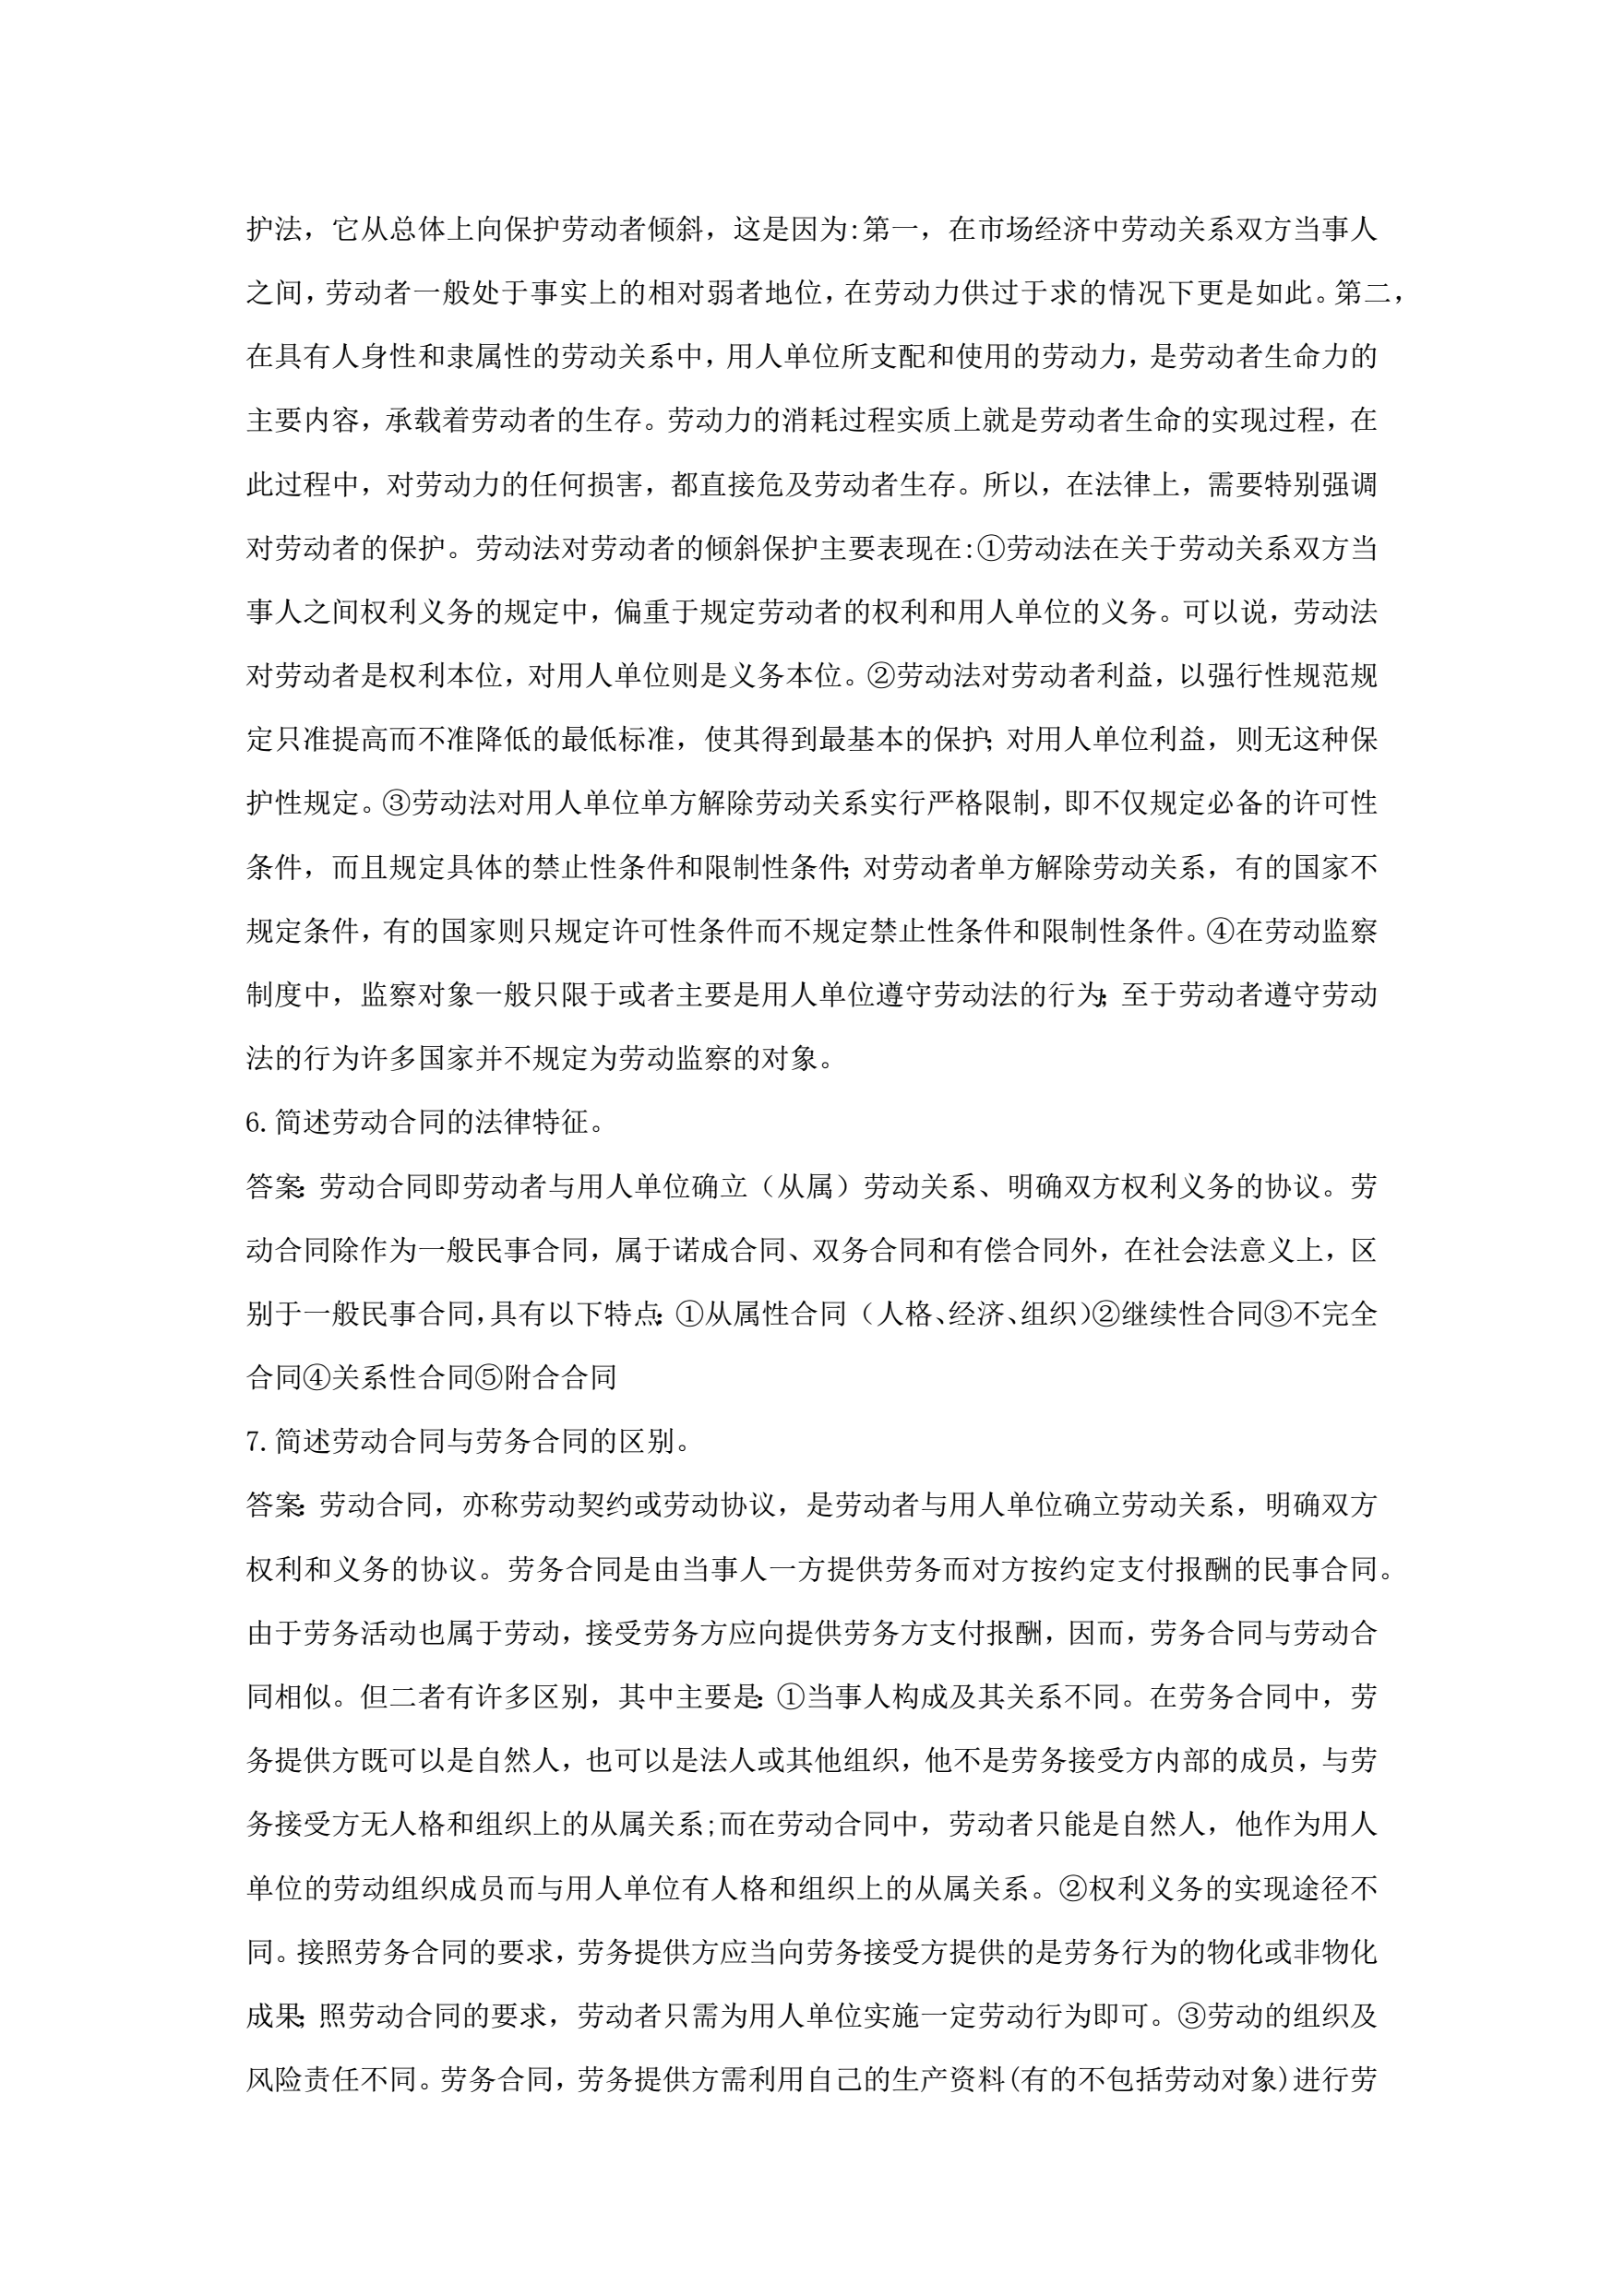 护法，它从总体上向保护劳动者倾斜，这是因为:第一，在市场经济中劳动关系双方当事人
之间，劳动者一般处于事实上的相对弱者地位，在劳动力供过于求的情况下更是如此。第二，
在具有人身性和隶属性的劳动关系中，用人单位所支配和使用的劳动力，是劳动者生命力的
主要内容，承载着劳动者的生存。劳动力的消耗过程实质上就是劳动者生命的实现过程，在
此过程中，对劳动力的任何损害，都直接危及劳动者生存。所以，在法律上，需要特别强调
对劳动者的保护。劳动法对劳动者的倾斜保护主要表现在:①劳动法在关于劳动关系双方当
事人之间权利义务的规定中，偏重于规定劳动者的权利和用人单位的义务。可以说，劳动法
对劳动者是权利本位，对用人单位则是义务本位。②劳动法对劳动者利益，以强行性规范规
定只准提高而不准降低的最低标准，使其得到最基本的保护；对用人单位利益，则无这种保
护性规定。③劳动法对用人单位单方解除劳动关系实行严格限制，即不仅规定必备的许可性
条件，而且规定具体的禁止性条件和限制性条件；对劳动者单方解除劳动关系，有的国家不
规定条件，有的国家则只规定许可性条件而不规定禁止性条件和限制性条件。④在劳动监察
制度中，监察对象一般只限于或者主要是用人单位遵守劳动法的行为；至于劳动者遵守劳动
法的行为许多国家并不规定为劳动监察的对象。
6.简述劳动合同的法律特征。
答案：劳动合同即劳动者与用人单位确立（从属）劳动关系、明确双方权利义务的协议。劳
动合同除作为一般民事合同，属于诺成合同、双务合同和有偿合同外，在社会法意义上，区
别于一般民事合同，具有以下特点：①从属性合同（人格、经济、组织）②继续性合同③不完全
合同④关系性合同⑤附合合同
7.简述劳动合同与劳务合同的区别。
答案：劳动合同，亦称劳动契约或劳动协议，是劳动者与用人单位确立劳动关系，明确双方
权利和义务的协议。劳务合同是由当事人一方提供劳务而对方按约定支付报酬的民事合同。
由于劳务活动也属于劳动，接受劳务方应向提供劳务方支付报酬，因而，劳务合同与劳动合
同相似。但二者有许多区别，其中主要是：①当事人构成及其关系不同。在劳务合同中，劳
务提供方既可以是自然人，也可以是法人或其他组织，他不是劳务接受方内部的成员，与劳
务接受方无人格和组织上的从属关系;而在劳动合同中，劳动者只能是自然人，他作为用人
单位的劳动组织成员而与用人单位有人格和组织上的从属关系。②权利义务的实现途径不
同。接照劳务合同的要求，劳务提供方应当向劳务接受方提供的是劳务行为的物化或非物化
成果；照劳动合同的要求，劳动者只需为用人单位实施一定劳动行为即可。③劳动的组织及
风险责任不同。劳务合同，劳务提供方需利用自己的生产资料(有的不包括劳动对象)进行劳